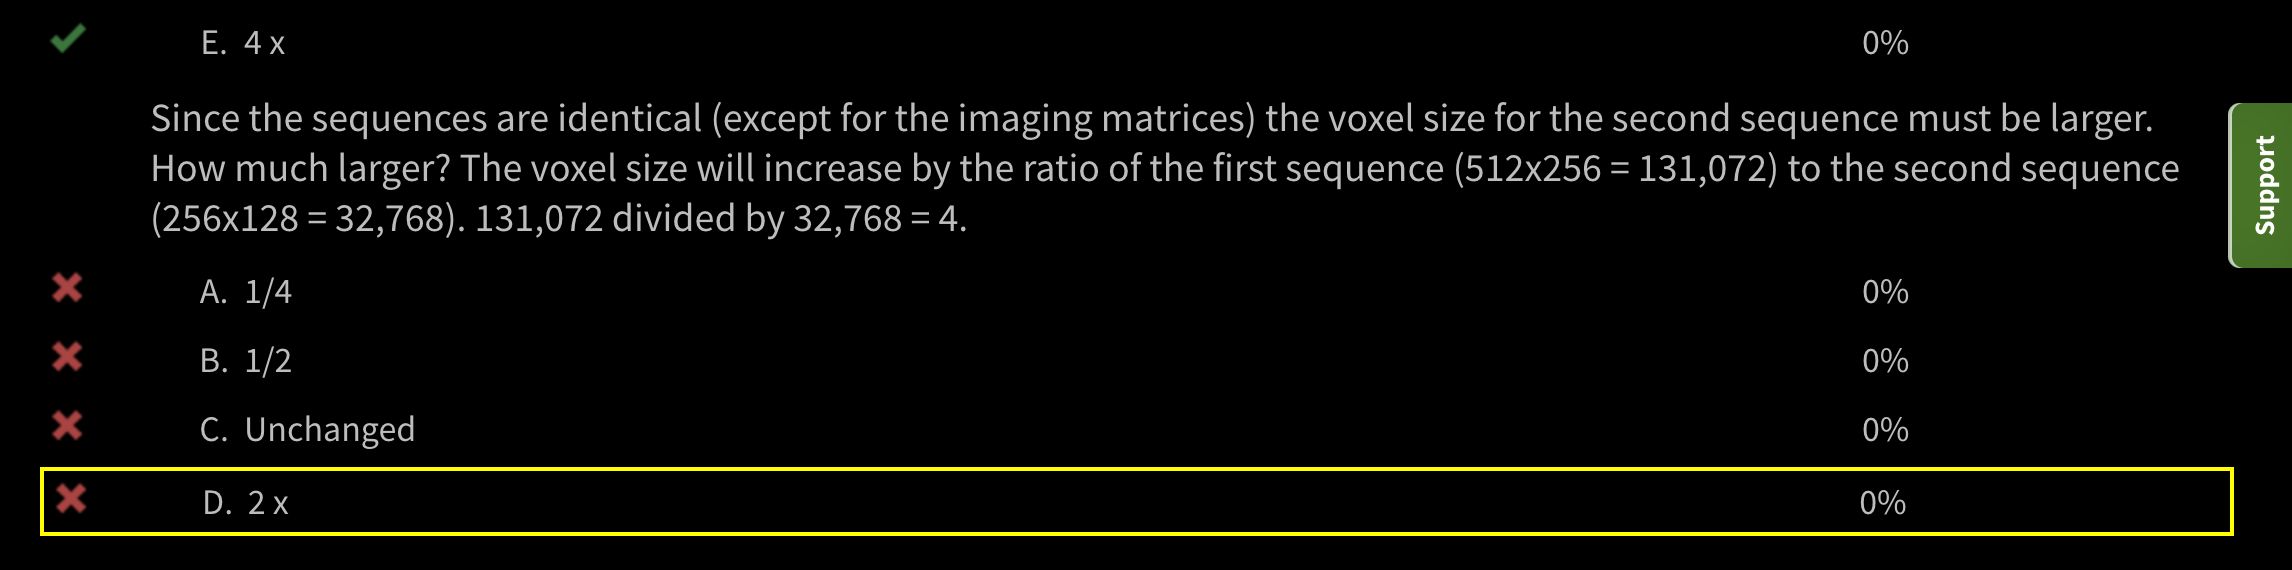 E. 4 x 0%
Since the sequences are identical (except for the imaging matrices) the voxel size for the second sequence must be larger.
How much larger? The voxel size will increase by the ratio of the first sequence (512x256 = 131,072) to the second sequence
(256x128 = 32,768). 131,072 divided by 32,768 = 4.
Support
A. 1/4 0%
B. 1/2 0%
C. Unchanged 0%
D. 2 x 0%